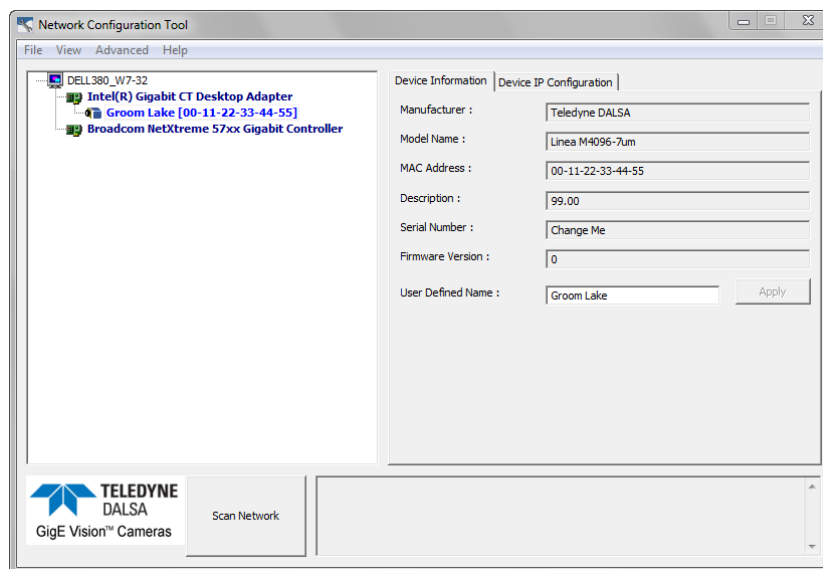 Network Configuration Tool
File View Advanced Help
DELL380_W7-32
Intel(R) Gigabit CT Desktop Adapter
Groom Lake [00-11-22-33-44-55]
Broadcom NetXtreme 57xx Gigabit Controller
Device Information Device IP Configuration
Manufacturer : Teledyne DALSA
Model Name : Linea M4096-7um
MAC Address : 00-11-22-33-44-55
Description : 99.00
Serial Number : Change Me
Firmware Version : 0
User Defined Name : Groom Lake Apply
TELEDYNE
DALSA
GigE Vision™ Cameras
Scan Network